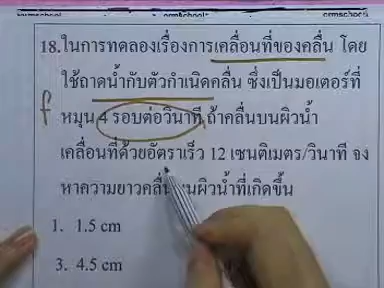 ormschool
18.ในการทดลองเรื่องการเคลื่อนที่ของคลื่น โดย
ใช้ถาดน้ำกับตัวกำเนิดคลื่น ซึ่งเป็นมอเตอร์ที่
f
หมุน 4 รอบต่อวินาที ถ้าคลื่นบนผิวน้ำ
เคลื่อนที่ด้วยอัตราเร็ว 12 เซนติเมตร/วินาที จง
หาความยาวคลื่นบนผิวน้ำที่เกิดขึ้น
1. 1.5 cm
3. 4.5 cm